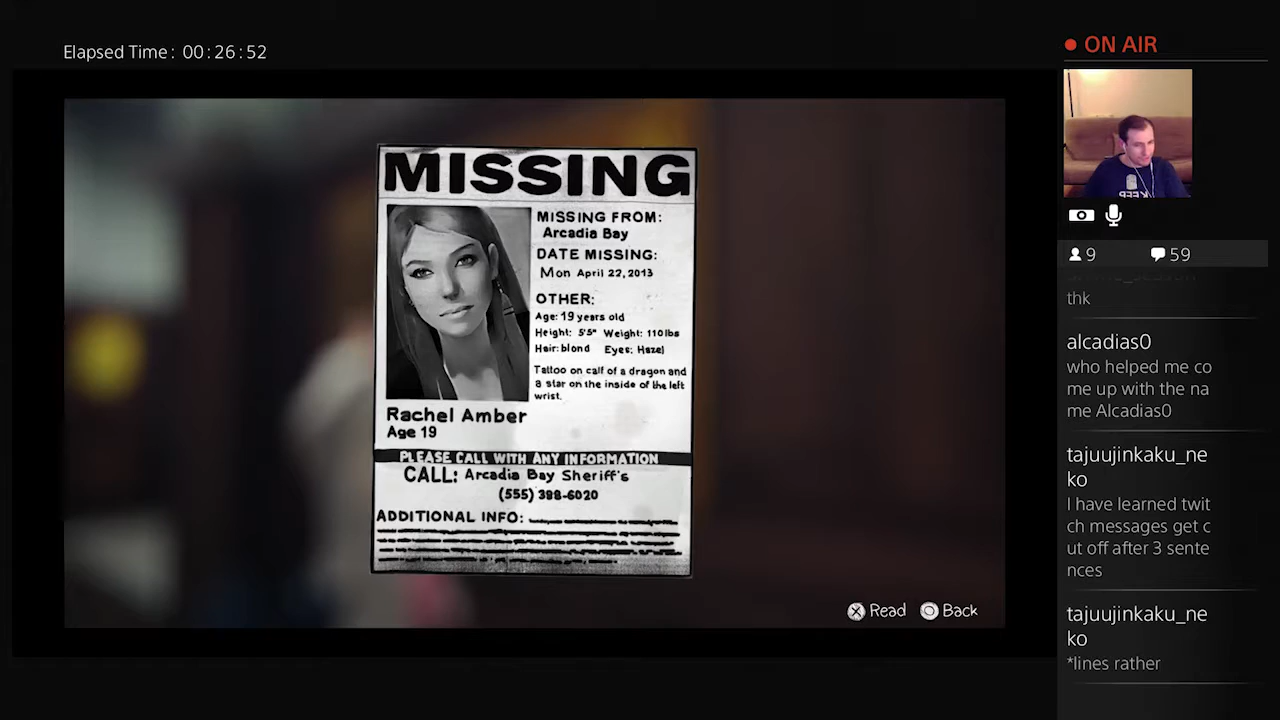 Elapsed Time: 00:26:52
ON AIR
MISSING
MISSING FROM:
Arcadia Bay
DATE MISSING:
Mon April 22, 2013
OTHER:
Age: 19 years old
Height: 5'5" Weight: 110 lbs
Hair: blond Eyes: Hazel
Tattoo on calf of a dragon and
a star on the inside of the left
wrist.
Rachel Amber
Age 19
PLEASE CALL WITH ANY INFORMATION
CALL: Arcadia Bay Sheriff's
(555) 398-6020
ADDITIONAL INFO:
Read Back
KEEP
9 59
thk
alcadias0
who helped me co
me up with the na
me Alcadias0
tajuujinkaku_ne
ko
I have learned twit
ch messages get c
ut off after 3 sente
nces
tajuujinkaku_ne
ko
*lines rather